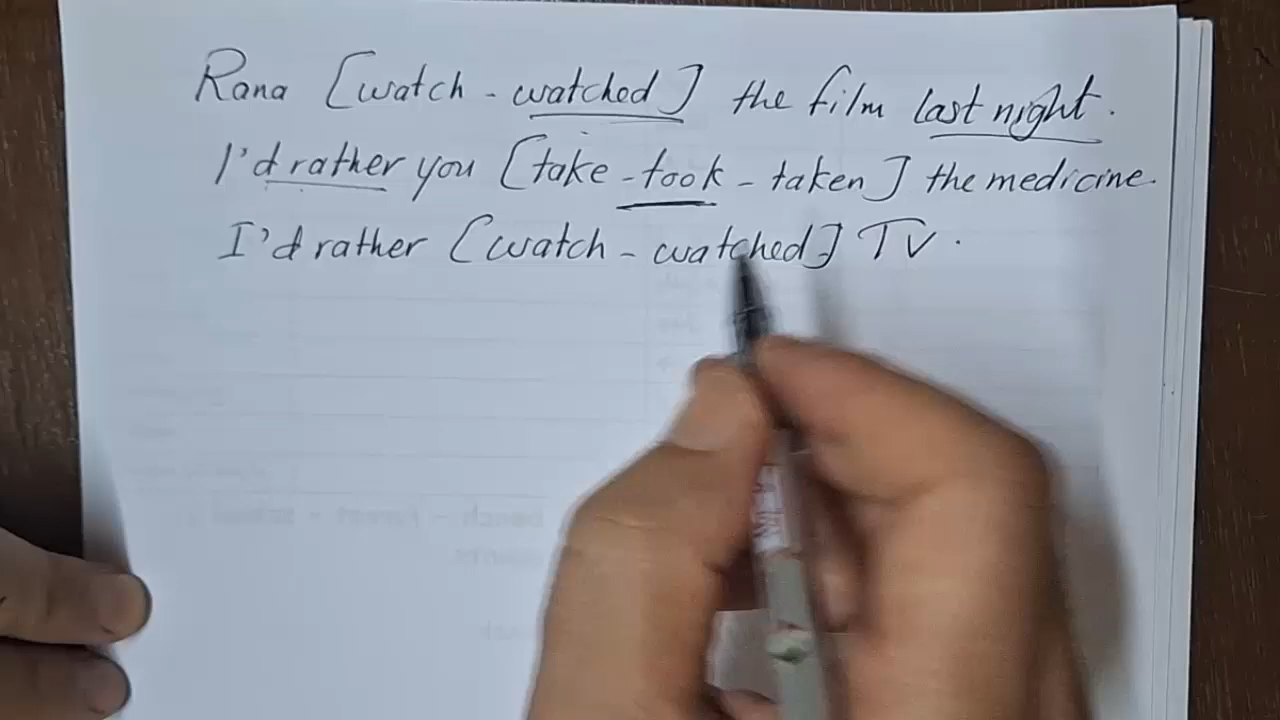 Rana [watch - watched] the film last night.
I'd rather you [take - took - taken] the medicine.
I'd rather [watch - watched] TV.